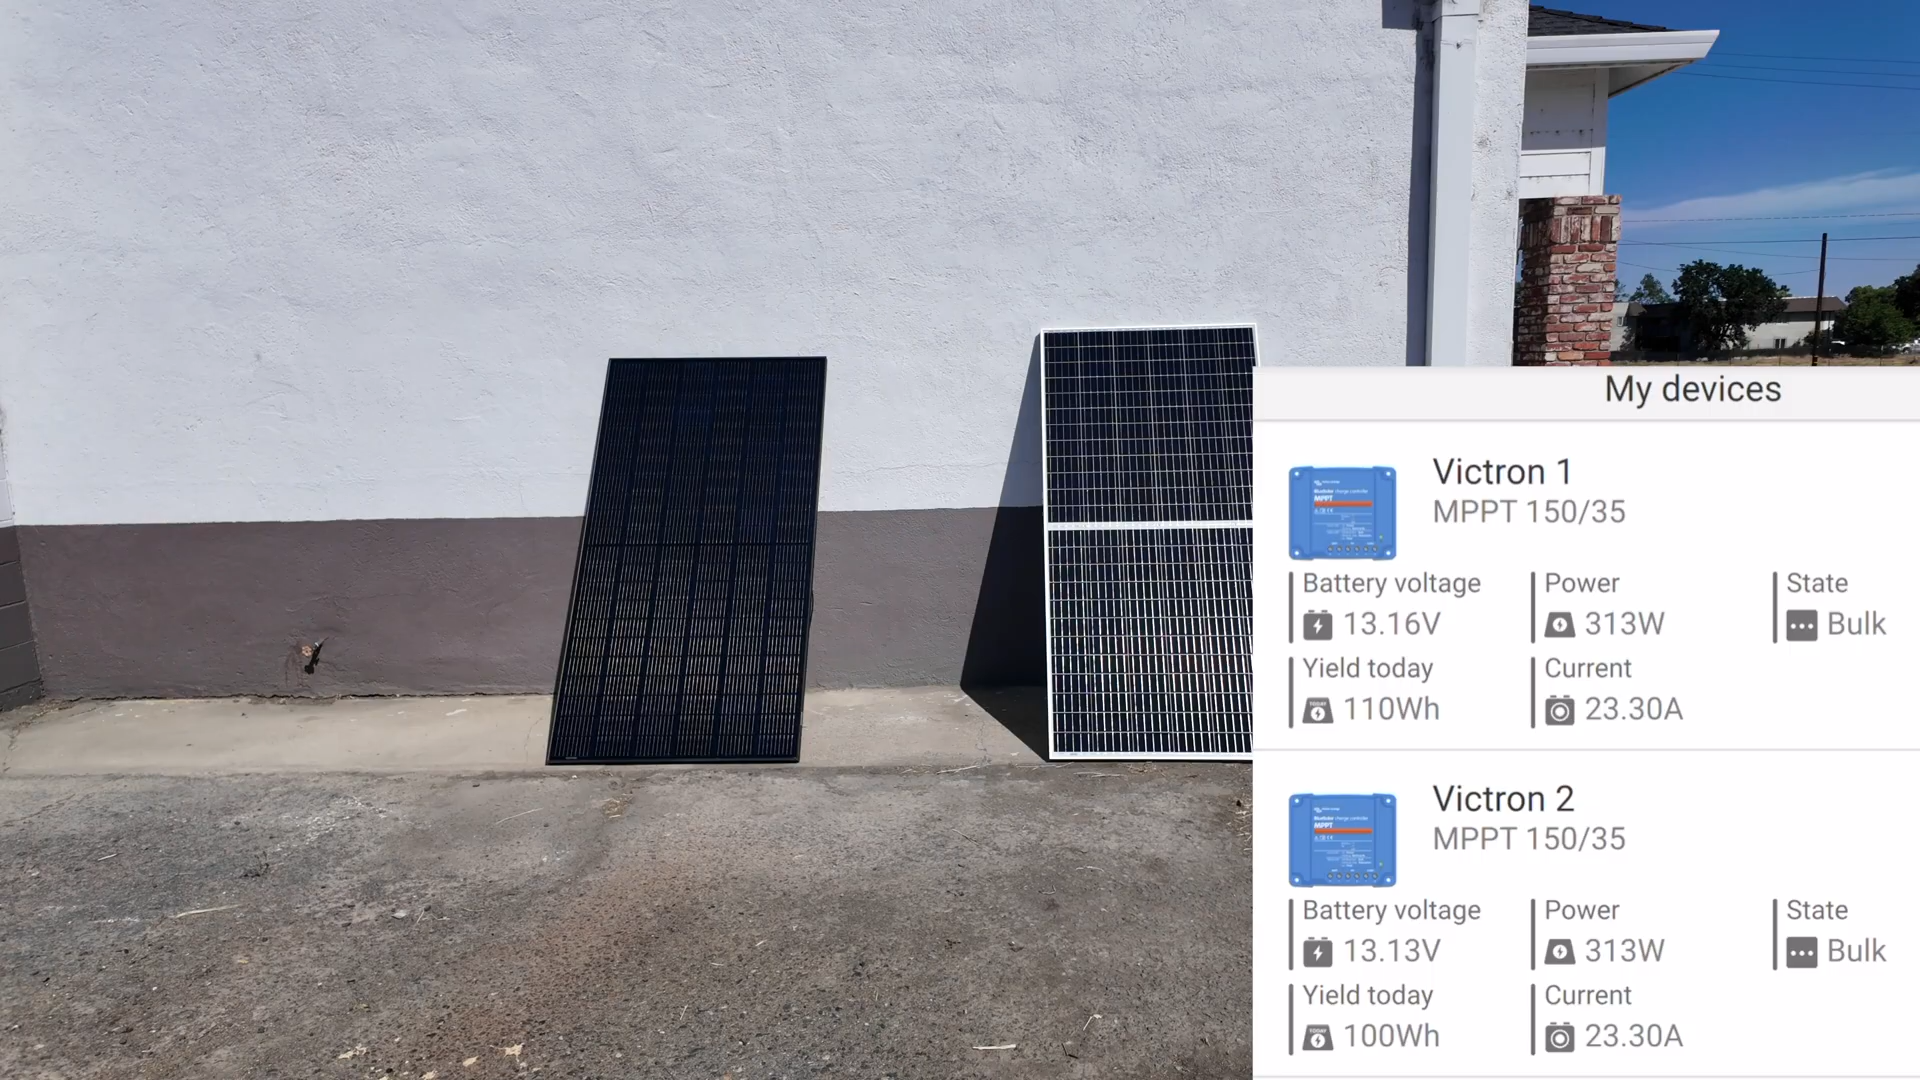 My devices
Victron 1
MPPT 150/35
Battery voltage
Power
State
13.16V
313W
Bulk
Yield today
Current
110Wh
23.30A
Victron 2
MPPT 150/35
Battery voltage
Power
State
13.13V
313W
Bulk
Yield today
Current
100Wh
23.30A